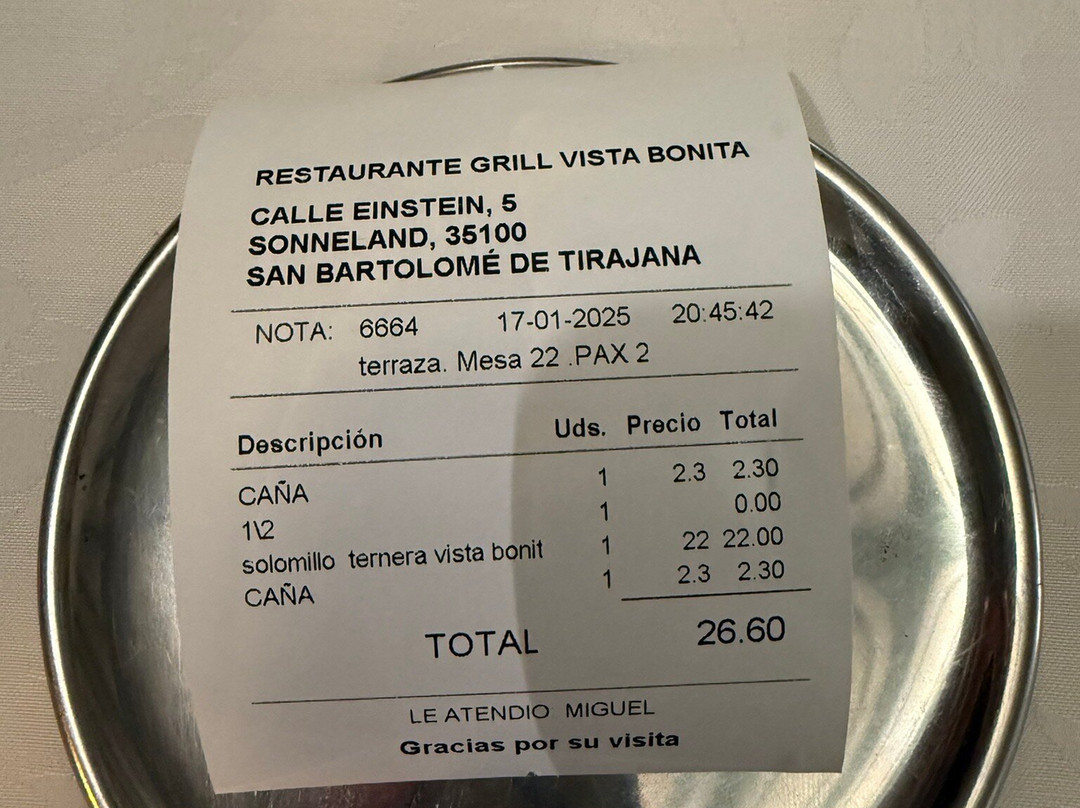 RESTAURANTE GRILL VISTA BONITA
CALLE EINSTEIN, 5
SONNELAND, 35100
SAN BARTOLOMÉ DE TIRAJANA
NOTA: 6664 17-01-2025 20:45:42
terraza. Mesa 22 .PAX 2
Descripción Uds. Precio Total
CAÑA 1 2.3 2.30
1\2 1 0.00
solomillo ternera vista bonit 1 22 22.00
CAÑA 1 2.3 2.30
TOTAL 26.60
LE ATENDIO MIGUEL
Gracias por su visita